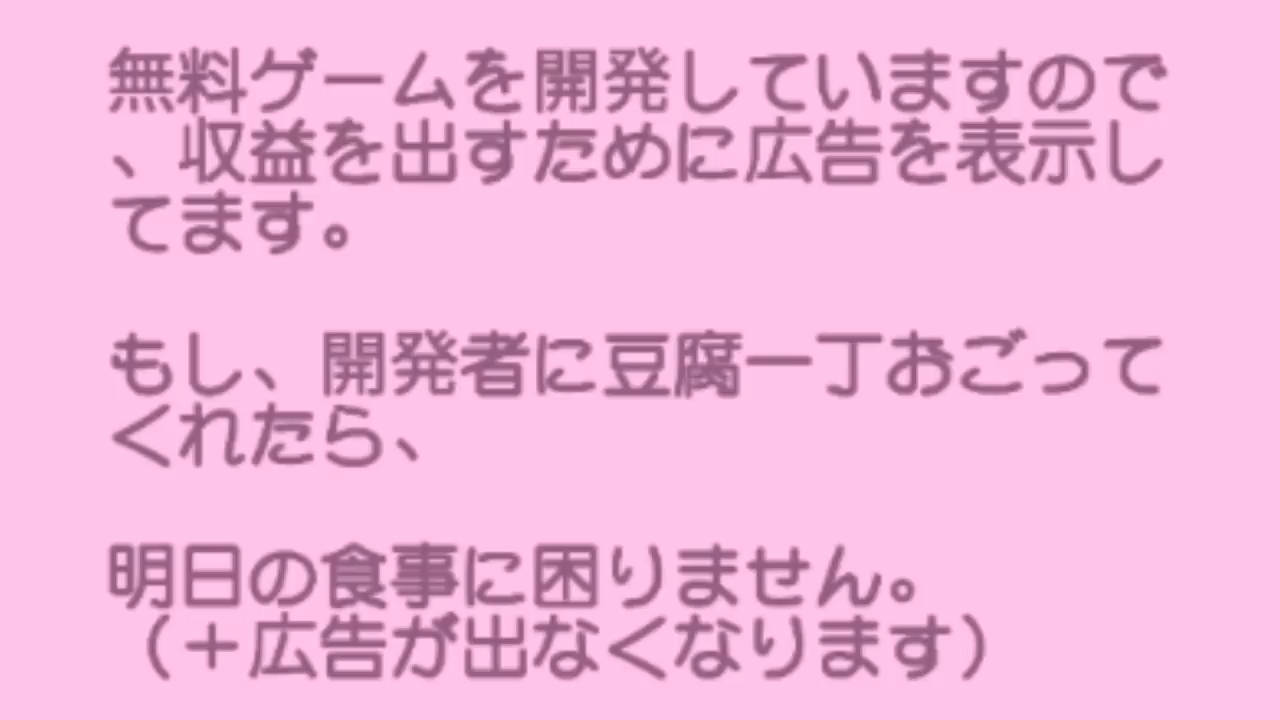 無料ゲームを開発していますので
、収益を出すために広告を表示し
てます。
もし、開発者に豆腐一丁おごって
くれたら、
明日の食事に困りません。
（＋広告が出なくなります）